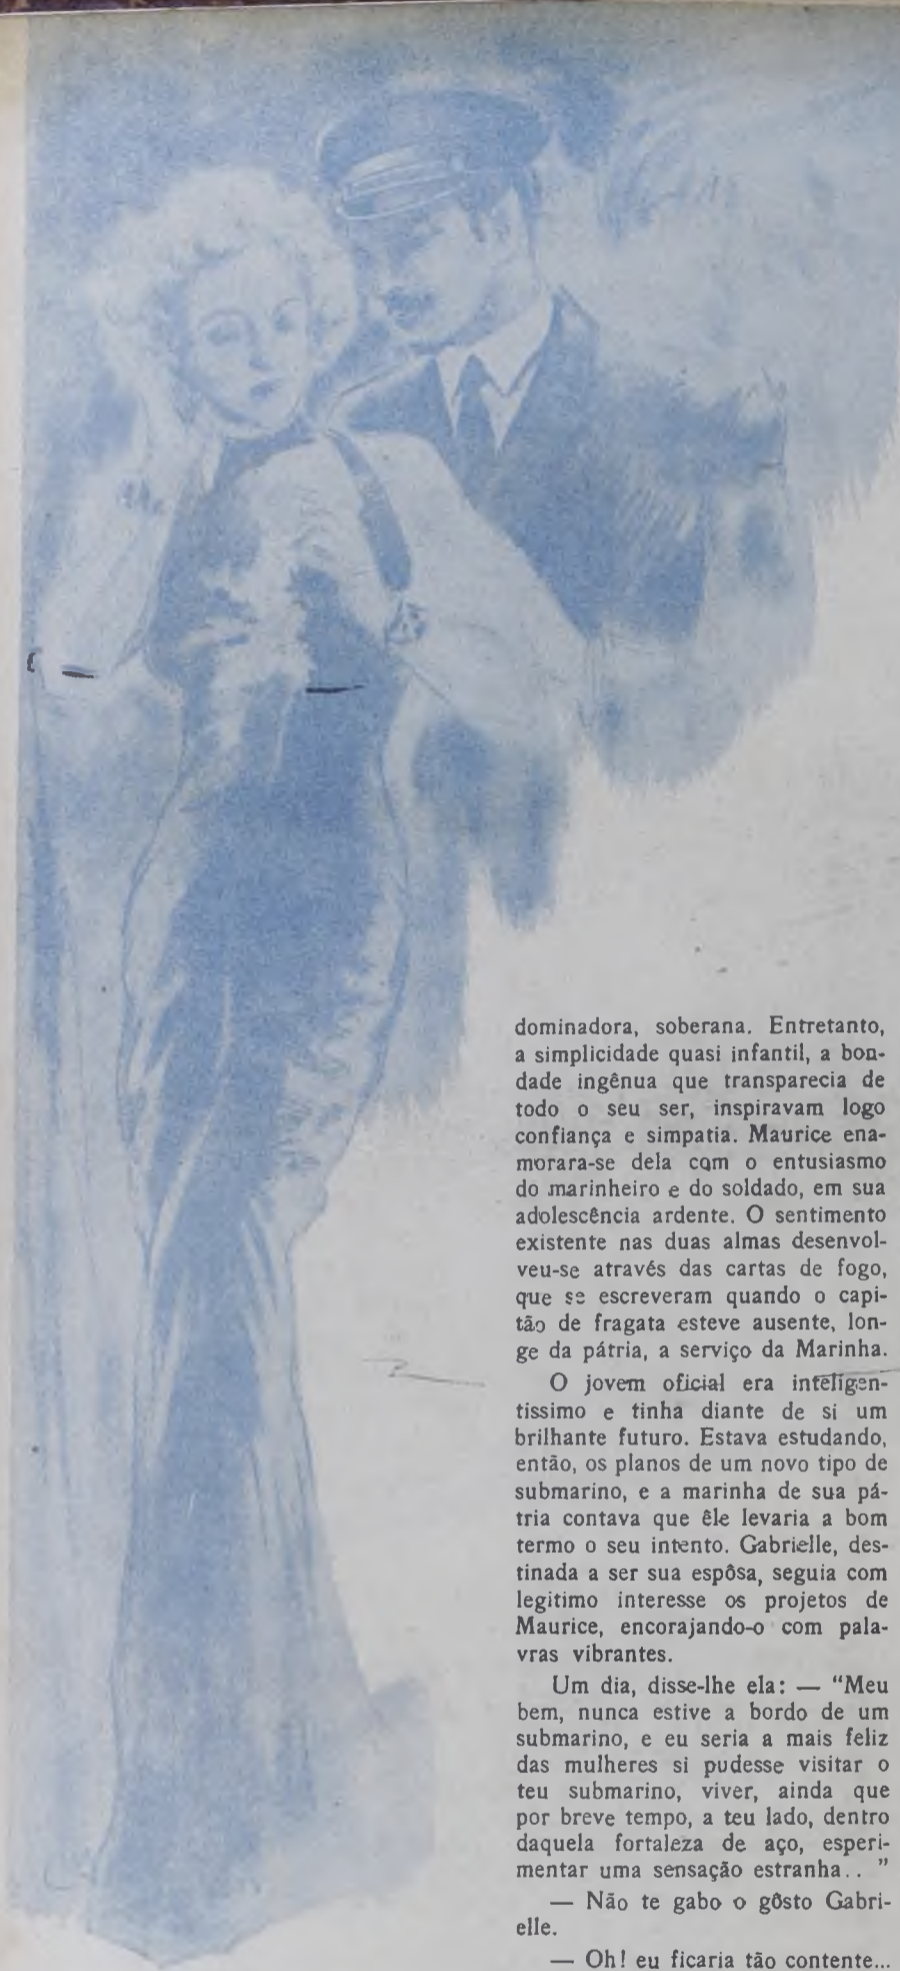 dominadora, soberana. Entretanto,
a simplicidade quasi infantil, a bon-
dade ingênua que transparecia de
todo o seu ser, inspiravam logo
confiança e simpatia. Maurice ena-
morara-se dela com o entusiasmo
do marinheiro e do soldado, em sua
adolescência ardente. O sentimento
existente nas duas almas desenvol-
veu-se através das cartas de fogo,
que se escreveram quando o capi-
tão de fragata esteve ausente, lon-
ge da pátria, a serviço da Marinha.
O jovem oficial era inteligen-
tissimo e tinha diante de si um
brilhante futuro. Estava estudando,
então, os planos de um novo tipo de
submarino, e a marinha de sua pá-
tria contava que êle levaria a bom
termo o seu intento. Gabrielle, des-
tinada a ser sua espôsa, seguia com
legitimo interesse os projetos de
Maurice, encorajando-o com pala-
vras vibrantes.
Um dia, disse-lhe ela: — “Meu
bem, nunca estive a bordo de um
submarino, e eu seria a mais feliz
das mulheres si pudesse visitar o
teu submarino, viver, ainda que
por breve tempo, a teu lado, dentro
daquela fortaleza de aço, esperi-
mentar uma sensação estranha.. ”
— Não te gabo o gôsto Gabri-
elle.
— Oh! eu ficaria tão contente...